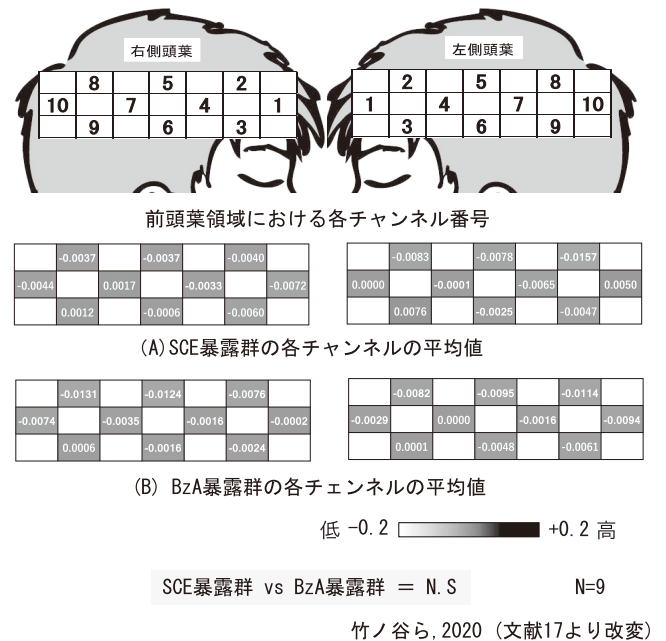 右側頭葉 左側頭葉
8 5 2 2 5 8
10 7 4 1 1 4 7 10
9 6 3 3 6 9
前頭葉領域における各チャンネル番号
-0.0037 -0.0037 -0.0040 -0.0083 -0.0078 -0.0157
-0.0044 0.0017 -0.0033 -0.0072 0.0000 -0.0001 -0.0065 0.0050
0.0012 -0.0006 -0.0060 0.0076 -0.0025 -0.0047
(A)SCE暴露群の各チャンネルの平均値
-0.0131 -0.0124 -0.0076 -0.0082 -0.0095 -0.0114
-0.0074 -0.0035 -0.0016 -0.0002 -0.0029 0.0000 -0.0016 -0.0094
0.0006 -0.0016 -0.0024 0.0001 -0.0048 -0.0061
(B) BzA暴露群の各チェンネルの平均値
低 -0.2 +0.2 高
SCE暴露群 vs BzA暴露群 = N.S N=9
竹ノ谷ら,2020 (文献17より改変)